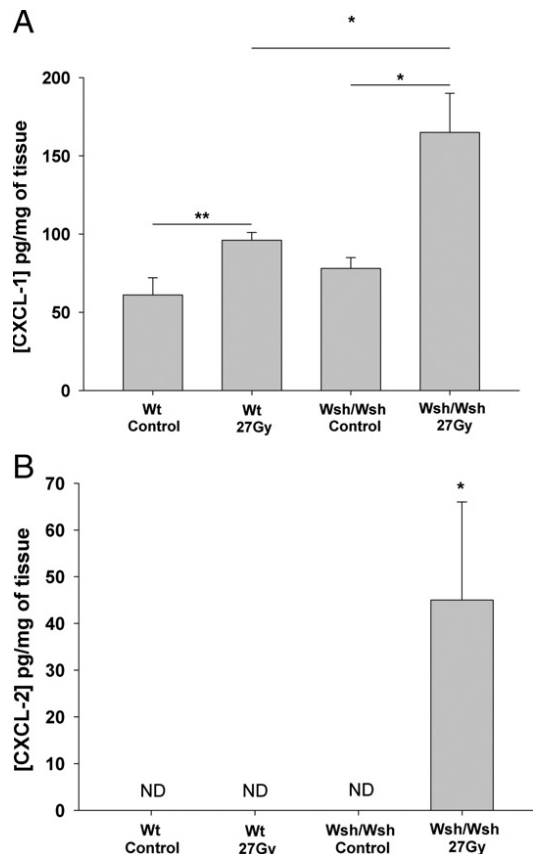 A
*
*
**
[CXCL-1] pg/mg of tissue
200
150
100
50
0
Wt Control
Wt 27Gy
Wsh/Wsh Control
Wsh/Wsh 27Gy
B
[CXCL-2] pg/mg of tissue
70
60
50
40
30
20
10
0
*
ND
ND
ND
Wt Control
Wt 27Gy
Wsh/Wsh Control
Wsh/Wsh 27Gy